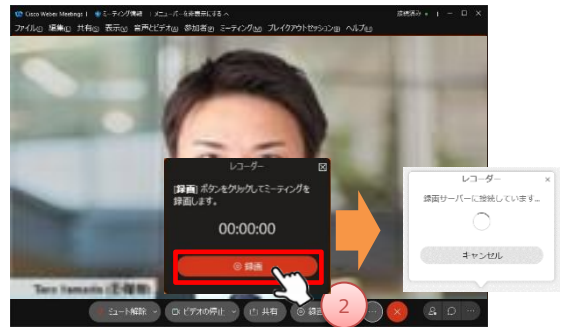 Cisco Webex Meetings | ミーティング情報 | メニュー バーを非表示にする へ 接続済み
ファイル(F) 編集(E) 共有(S) 表示(V) 音声とビデオ(A) 参加者(P) ミーティング(M) ブレイクアウトセッション(B) ヘルプ(H)
レコーダー
[録画] ボタンをクリックしてミーティングを
録画します。
00:00:00
録画
レコーダー
録画サーバーに接続しています...
キャンセル
ミュート解除 ビデオの停止 共有 録画
2